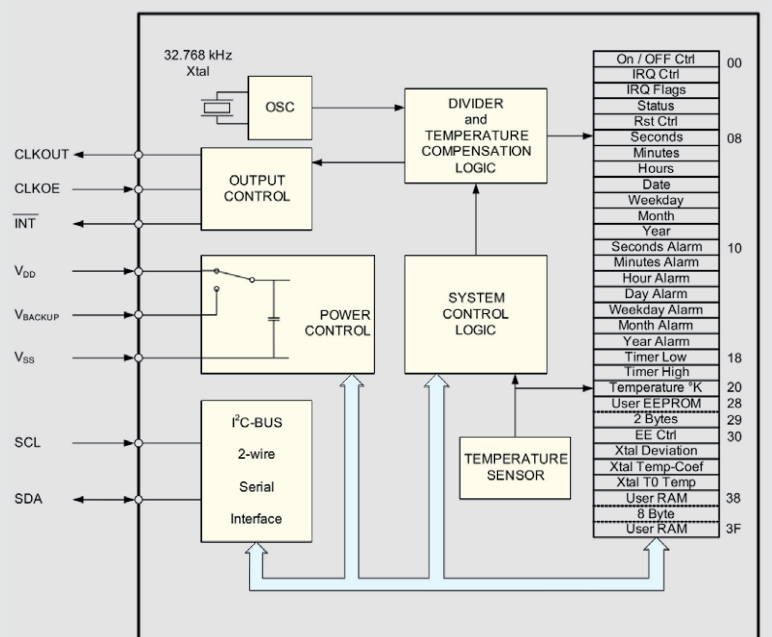 32.768 kHz
Xtal
OSC
DIVIDER
and
TEMPERATURE
COMPENSATION
LOGIC
CLKOUT
CLKOE
INT
OUTPUT
CONTROL
VDD
VBACKUP
VSS
POWER
CONTROL
SYSTEM
CONTROL
LOGIC
SCL
SDA
I²C-BUS
2-wire
Serial
Interface
TEMPERATURE
SENSOR
On / OFF Ctrl 00
IRQ Ctrl
IRQ Flags
Status
Rst Ctrl
Seconds 08
Minutes
Hours
Date
Weekday
Month
Year
Seconds Alarm 10
Minutes Alarm
Hour Alarm
Day Alarm
Weekday Alarm
Month Alarm
Year Alarm
Timer Low 18
Timer High
Temperature °K 20
User EEPROM 28
2 Bytes 29
EE Ctrl 30
Xtal Deviation
Xtal Temp-Coef
Xtal T0 Temp
User RAM 38
8 Byte
User RAM 3F